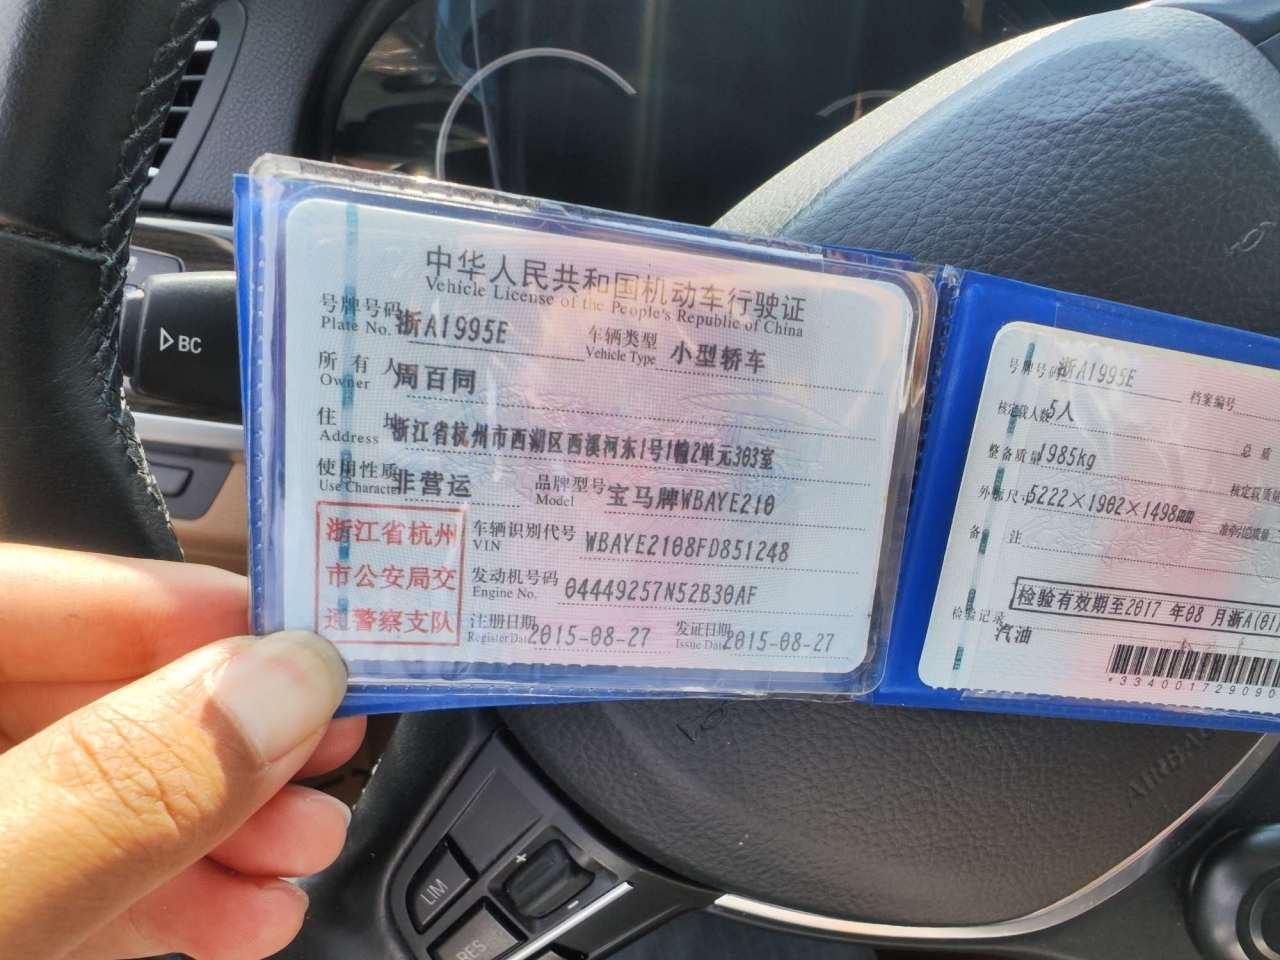 中华人民共和国机动车行驶证
Vehicle License of the People's Republic of China
号牌号码 浙A1995E 车辆类型 小型轿车
Plate No. Vehicle Type
所有人 周百同
Owner
住址 浙江省杭州市西湖区西溪河东1号1幢2单元303室
Address
使用性质 非营运 品牌型号 宝马牌WBAYE210
Use Character Model
浙江省杭州
市公安局交
通警察支队
车辆识别代号 WBAYE2108FD851248
VIN
发动机号码 04449257N52B30AF
Engine No.
注册日期 2015-08-27 发证日期 2015-08-27
Register Date Issue Date
号牌号码 浙A1995E 档案编号
核定载人数 5人 总质
整备质量 1985kg 核定载质量
外廓尺寸 5222×1902×1498mm 准牵引总质量
备注
检验有效期至2017年08月浙A(01)
检验记录
汽油
*33400172909
BC
LIM
RES
+
-
AIRBAG